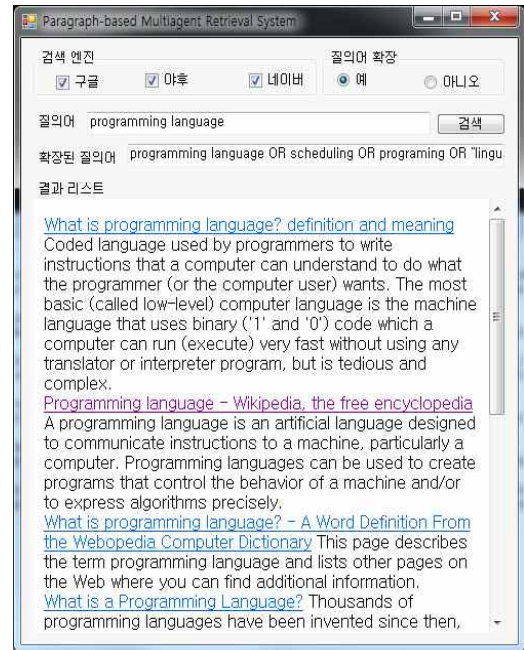 Paragraph-based Multiagent Retrieval System
검색 엔진
질의어 확장
구글
야후
네이버
예
아니오
질의어
programming language
검색
확장된 질의어
programming language OR scheduling OR programing OR "lingu
결과 리스트
What is programming language? definition and meaning
Coded language used by programmers to write
instructions that a computer can understand to do what
the programmer (or the computer user) wants. The most
basic (called low-level) computer language is the machine
language that uses binary ('1' and '0') code which a
computer can run (execute) very fast without using any
translator or interpreter program, but is tedious and
complex.
Programming language - Wikipedia, the free encyclopedia
A programming language is an artificial language designed
to communicate instructions to a machine, particularly a
computer. Programming languages can be used to create
programs that control the behavior of a machine and/or
to express algorithms precisely.
What is programming language? - A Word Definition From
the Webopedia Computer Dictionary This page describes
the term programming language and lists other pages on
the Web where you can find additional information.
What is a Programming Language? Thousands of
programming languages have been invented since then,